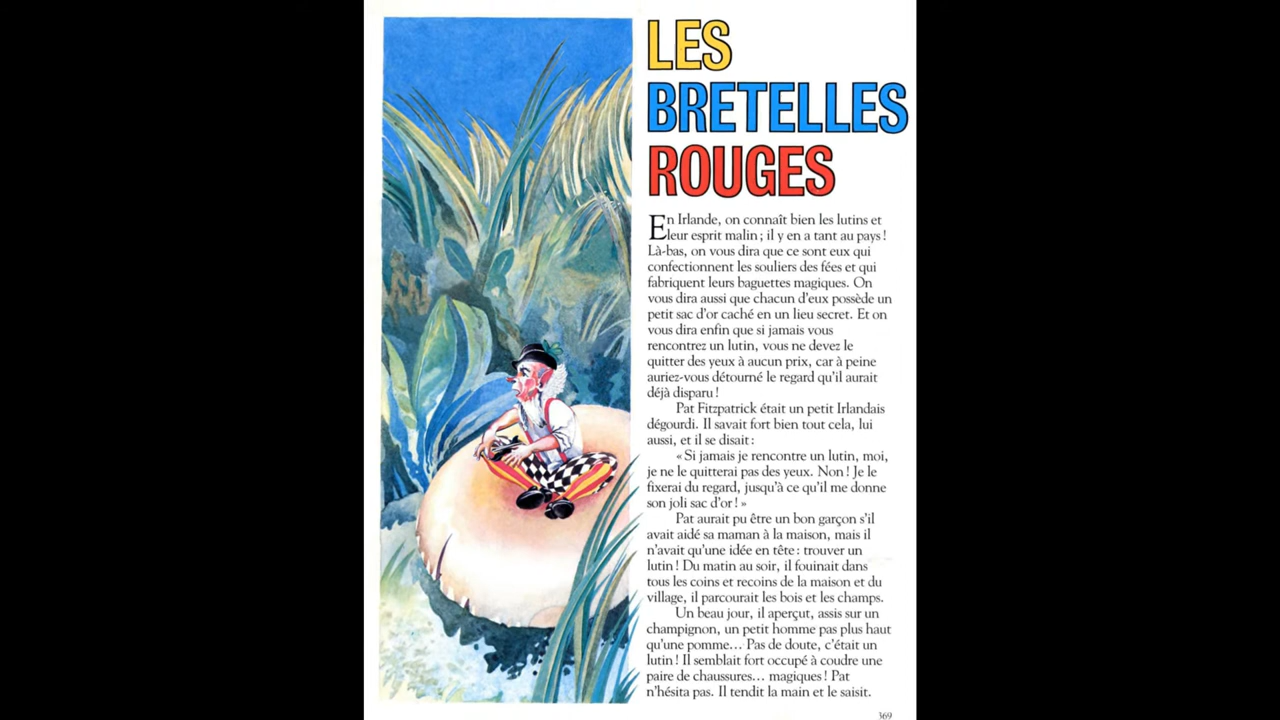 LES
BRETELLES
ROUGES
En Irlande, on connaît bien les lutins et
leur esprit malin ; il y en a tant au pays !
Là-bas, on vous dira que ce sont eux qui
confectionnent les souliers des fées et qui
fabriquent leurs baguettes magiques. On
vous dira aussi que chacun d'eux possède un
petit sac d'or caché en un lieu secret. Et on
vous dira enfin que si jamais vous
rencontrez un lutin, vous ne devez le
quitter des yeux à aucun prix, car à peine
auriez-vous détourné le regard qu'il aurait
déjà disparu !
Pat Fitzpatrick était un petit Irlandais
dégourdi. Il savait fort bien tout cela, lui
aussi, et il se disait :
« Si jamais je rencontre un lutin, moi,
je ne le quitterai pas des yeux. Non ! Je le
fixerai du regard, jusqu'à ce qu'il me donne
son joli sac d'or ! »
Pat aurait pu être un bon garçon s'il
avait aidé sa maman à la maison, mais il
n'avait qu'une idée en tête : trouver un
lutin ! Du matin au soir, il fouinait dans
tous les coins et recoins de la maison et du
village, il parcourait les bois et les champs.
Un beau jour, il aperçut, assis sur un
champignon, un petit homme pas plus haut
qu'une pomme... Pas de doute, c'était un
lutin ! Il semblait fort occupé à coudre une
paire de chaussures... magiques ! Pat
n'hésita pas. Il tendit la main et le saisit.
369